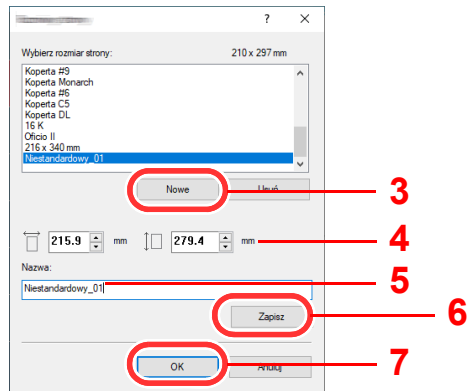 ? ×
Wybierz rozmiar strony: 210 x 297 mm
Koperta #9
Koperta Monarch
Koperta #6
Koperta C5
Koperta DL
16 K
Oficio II
216 x 340 mm
Niestandardowy_01
Nowe Usuń 3
215.9 mm 279.4 mm 4
Nazwa:
5
Niestandardowy_01
Zapisz 6
OK Anuluj 7